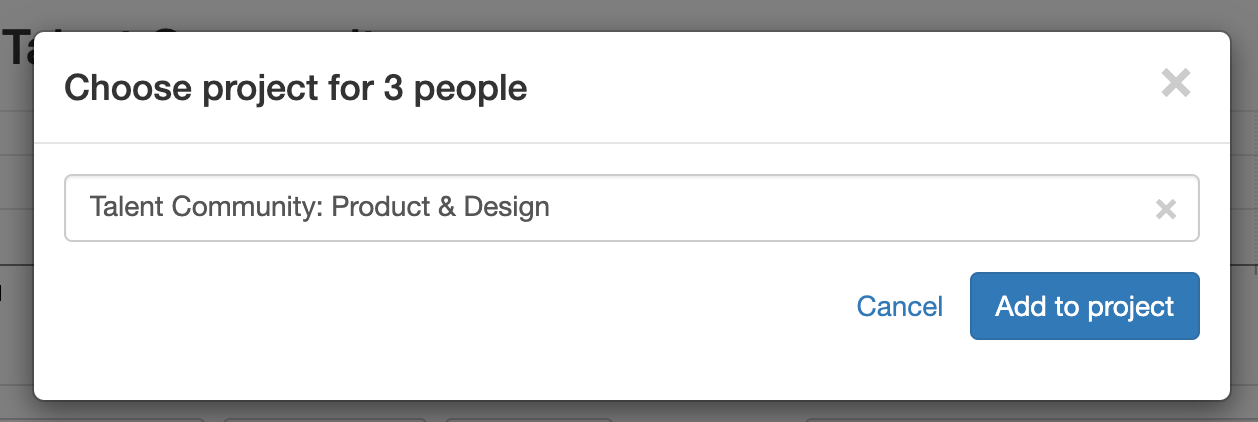 Choose project for 3 people
Talent Community: Product & Design
Cancel
Add to project